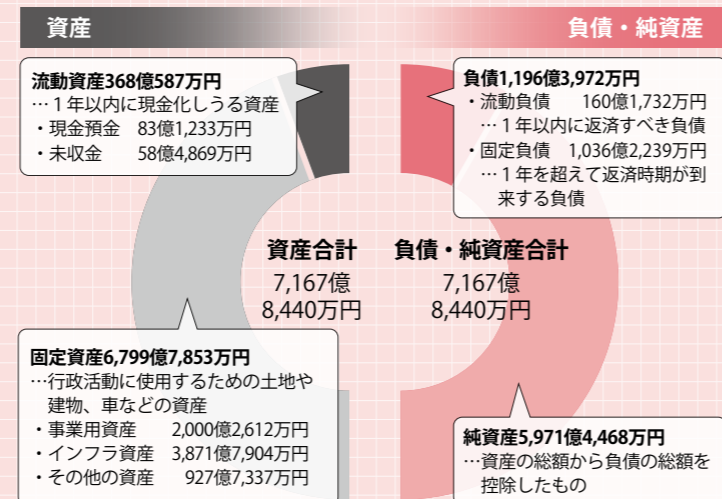 資産
負債・純資産
流動資産368億587万円
…１年以内に現金化しうる資産
・現金預金 83億1,233万円
・未収金 58億4,869万円
負債1,196億3,972万円
・流動負債 160億1,732万円
…１年以内に返済すべき負債
・固定負債 1,036億2,239万円
…１年を超えて返済時期が到
来する負債
資産合計
7,167億
8,440万円
負債・純資産合計
7,167億
8,440万円
固定資産6,799億7,853万円
…行政活動に使用するための土地や
建物、車などの資産
・事業用資産 2,000億2,612万円
・インフラ資産 3,871億7,904万円
・その他の資産 927億7,337万円
純資産5,971億4,468万円
…資産の総額から負債の総額を
控除したもの